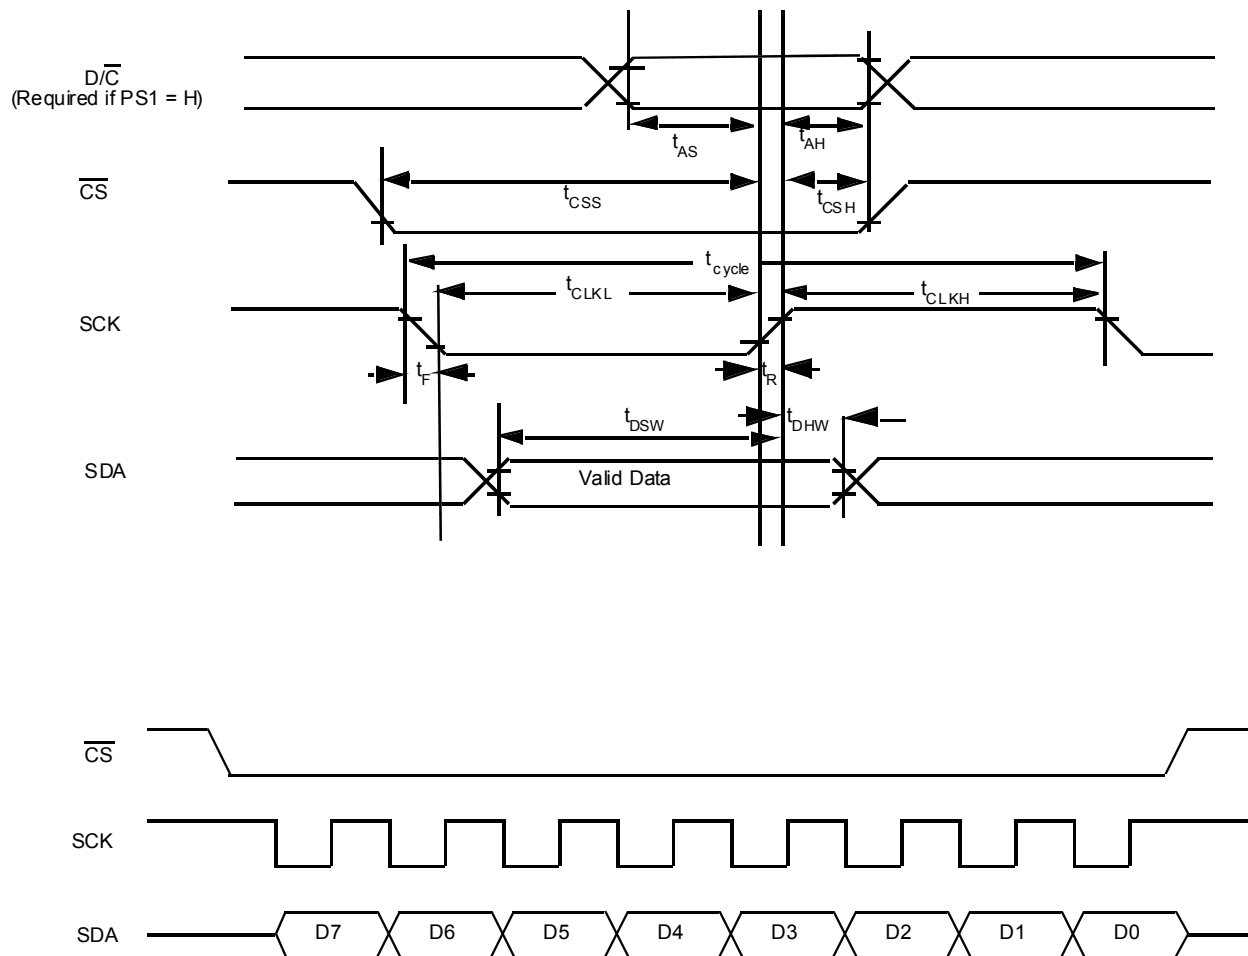 D/C
(Required if PS1 = H)
tAS
tAH
CS
tCSS
tCSH
tcycle
tCLKL
tCLKH
SCK
tF
tR
tDSW
tDHW
SDA
Valid Data
CS
SCK
SDA
D7 D6 D5 D4 D3 D2 D1 D0